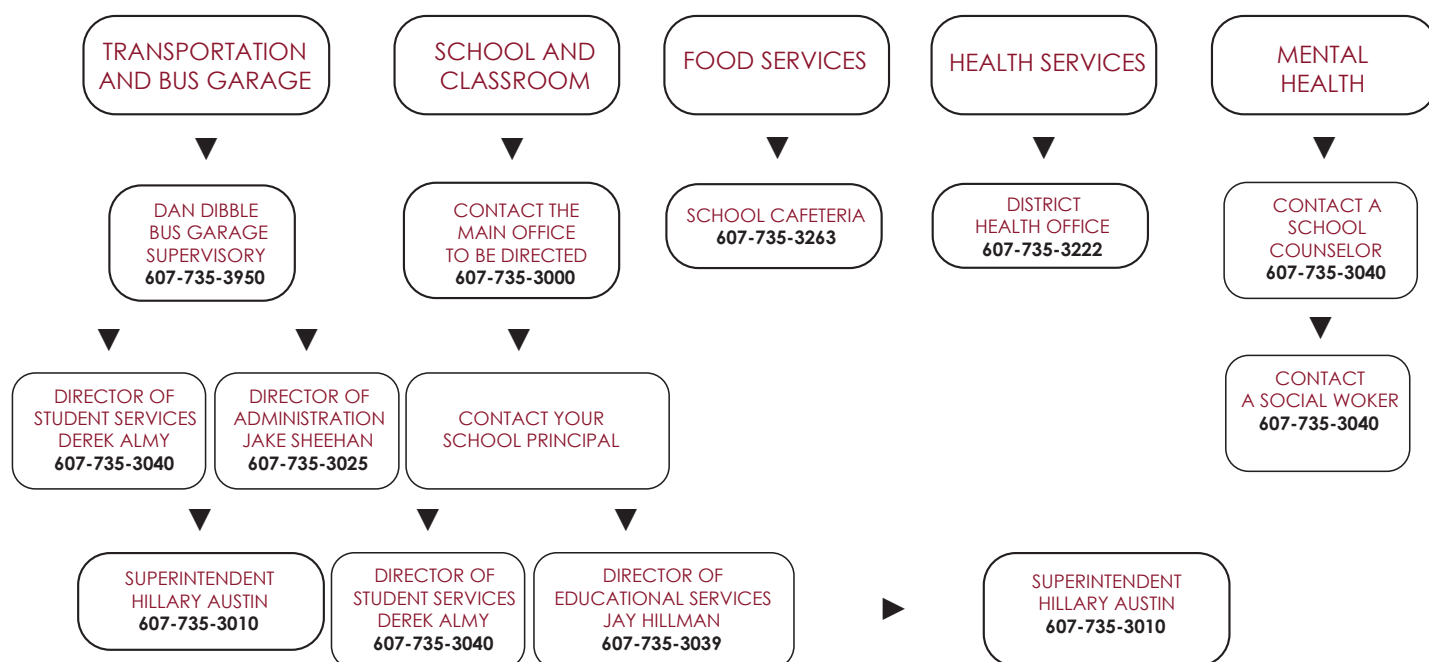 TRANSPORTATION
AND BUS GARAGE
SCHOOL AND
CLASSROOM
FOOD SERVICES
HEALTH SERVICES
MENTAL
HEALTH
DAN DIBBLE
BUS GARAGE
SUPERVISORY
607-735-3950
CONTACT THE
MAIN OFFICE
TO BE DIRECTED
607-735-3000
SCHOOL CAFETERIA
607-735-3263
DISTRICT
HEALTH OFFICE
607-735-3222
CONTACT A
SCHOOL
COUNSELOR
607-735-3040
DIRECTOR OF
STUDENT SERVICES
DEREK ALMY
607-735-3040
DIRECTOR OF
ADMINISTRATION
JAKE SHEEHAN
607-735-3025
CONTACT YOUR
SCHOOL PRINCIPAL
CONTACT
A SOCIAL WOKER
607-735-3040
SUPERINTENDENT
HILLARY AUSTIN
607-735-3010
DIRECTOR OF
STUDENT SERVICES
DEREK ALMY
607-735-3040
DIRECTOR OF
EDUCATIONAL SERVICES
JAY HILLMAN
607-735-3039
SUPERINTENDENT
HILLARY AUSTIN
607-735-3010